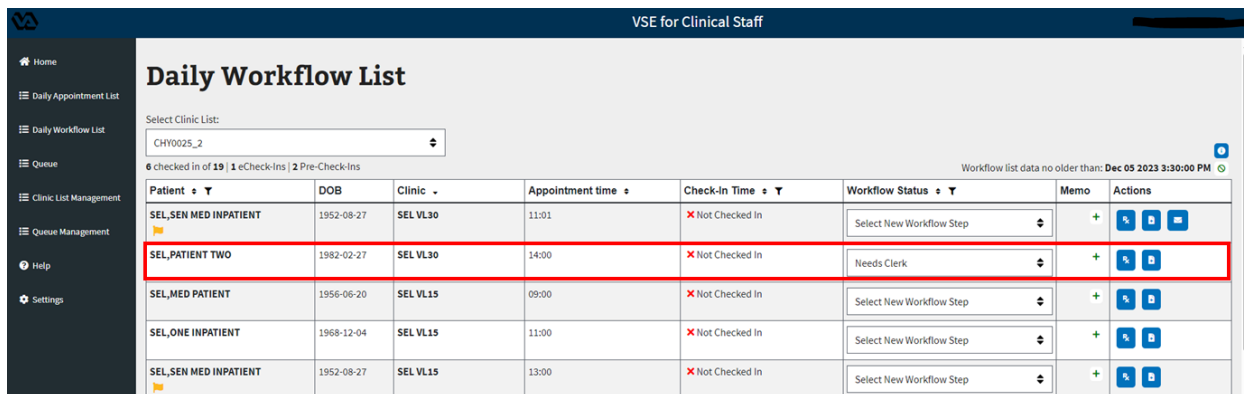 VSE for Clinical Staff
Home
Daily Appointment List
Daily Workflow List
Queue
Clinic List Management
Queue Management
Help
Settings
Daily Workflow List
Select Clinic List:
CHY0025_2
6 checked in of 19 | 1 eCheck-Ins | 2 Pre-Check-Ins
Workflow list data no older than: Dec 05 2023 3:30:00 PM
Patient DOB Clinic Appointment time Check-In Time Workflow Status Memo Actions
SEL,SEN MED INPATIENT 1952-08-27 SEL VL30 11:01 Not Checked In Select New Workflow Step +
SEL,PATIENT TWO 1982-02-27 SEL VL30 14:00 Not Checked In Needs Clerk +
SEL,MED PATIENT 1956-06-20 SEL VL15 09:00 Not Checked In Select New Workflow Step +
SEL,ONE INPATIENT 1968-12-04 SEL VL15 11:00 Not Checked In Select New Workflow Step +
SEL,SEN MED INPATIENT 1952-08-27 SEL VL15 13:00 Not Checked In Select New Workflow Step +